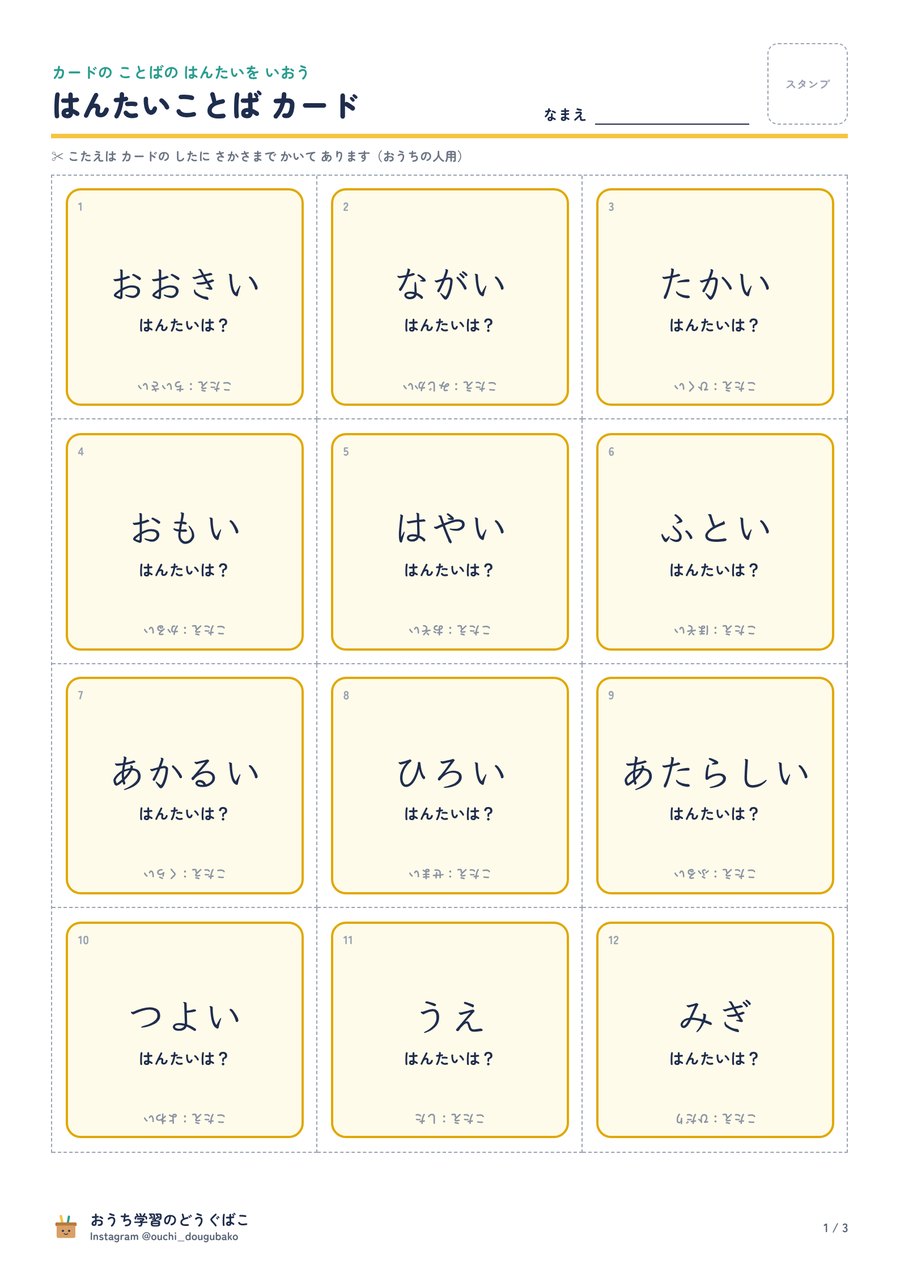 カードの ことばの はんたいを いおう
はんたいことば カード
なまえ
スタンプ
✂ こたえは カードの したに さかさまで かいて あります（おうちの人用）
1
おおきい
はんたいは？
こたえ：ちいさい
2
ながい
はんたいは？
こたえ：みじかい
3
たかい
はんたいは？
こたえ：ひくい
4
おもい
はんたいは？
こたえ：かるい
5
はやい
はんたいは？
こたえ：おそい
6
ふとい
はんたいは？
こたえ：ほそい
7
あかるい
はんたいは？
こたえ：くらい
8
ひろい
はんたいは？
こたえ：せまい
9
あたらしい
はんたいは？
こたえ：ふるい
10
つよい
はんたいは？
こたえ：よわい
11
うえ
はんたいは？
こたえ：した
12
みぎ
はんたいは？
こたえ：ひだり
おうち学習のどうぐばこ
Instagram @ouchi_dougubako
1 / 3